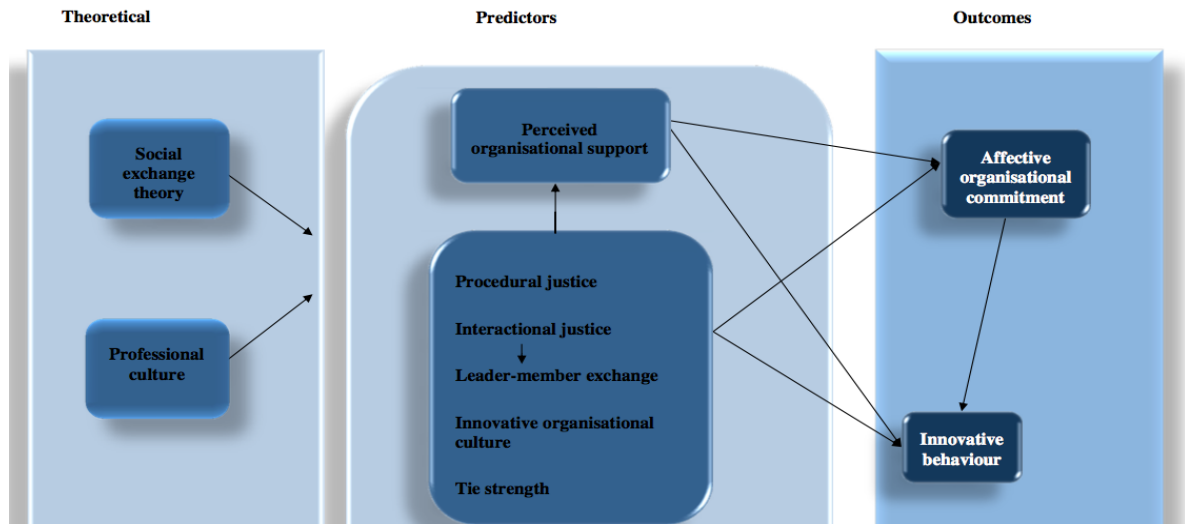 Theoretical
Predictors
Outcomes
Social
exchange
theory
Professional
culture
Perceived
organisational support
Procedural justice
Interactional justice
Leader-member exchange
Innovative organisational
culture
Tie strength
Affective
organisational
commitment
Innovative
behaviour